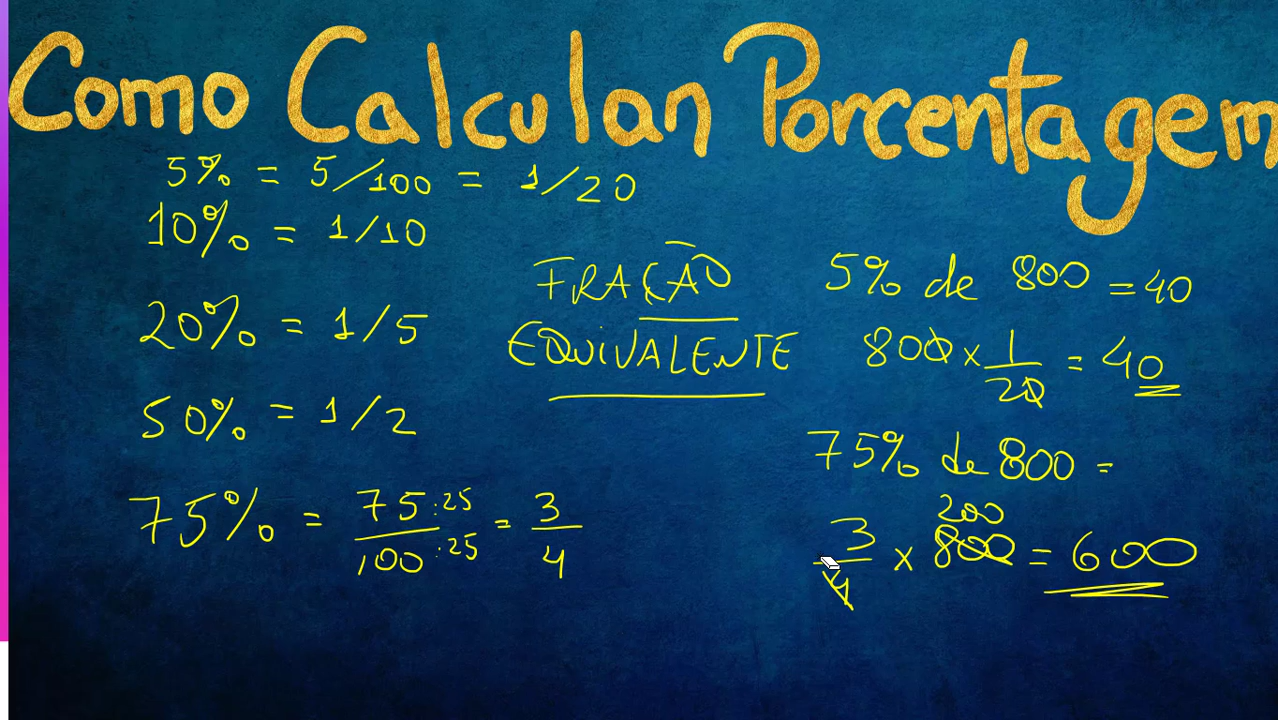 Como Calcular Porcentagem
5% = 5/100 = 1/20
10% = 1/10
20% = 1/5
50% = 1/2
75% = 75:25/100:25 = 3/4
FRAÇÃO
EQUIVALENTE
5% de 800 = 40
800 x 1/20 = 40
75% de 800 =
200
3/4 x 800 = 600